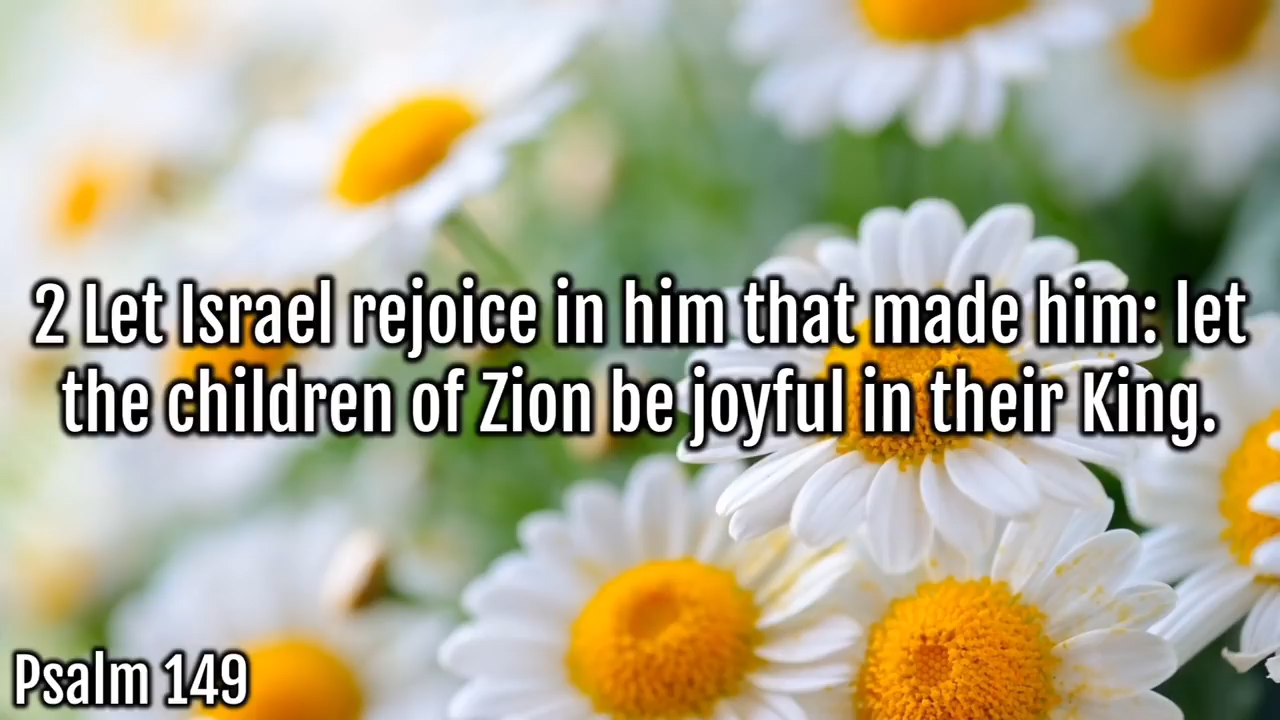 2 Let Israel rejoice in him that made him: let
the children of Zion be joyful in their King.
Psalm 149